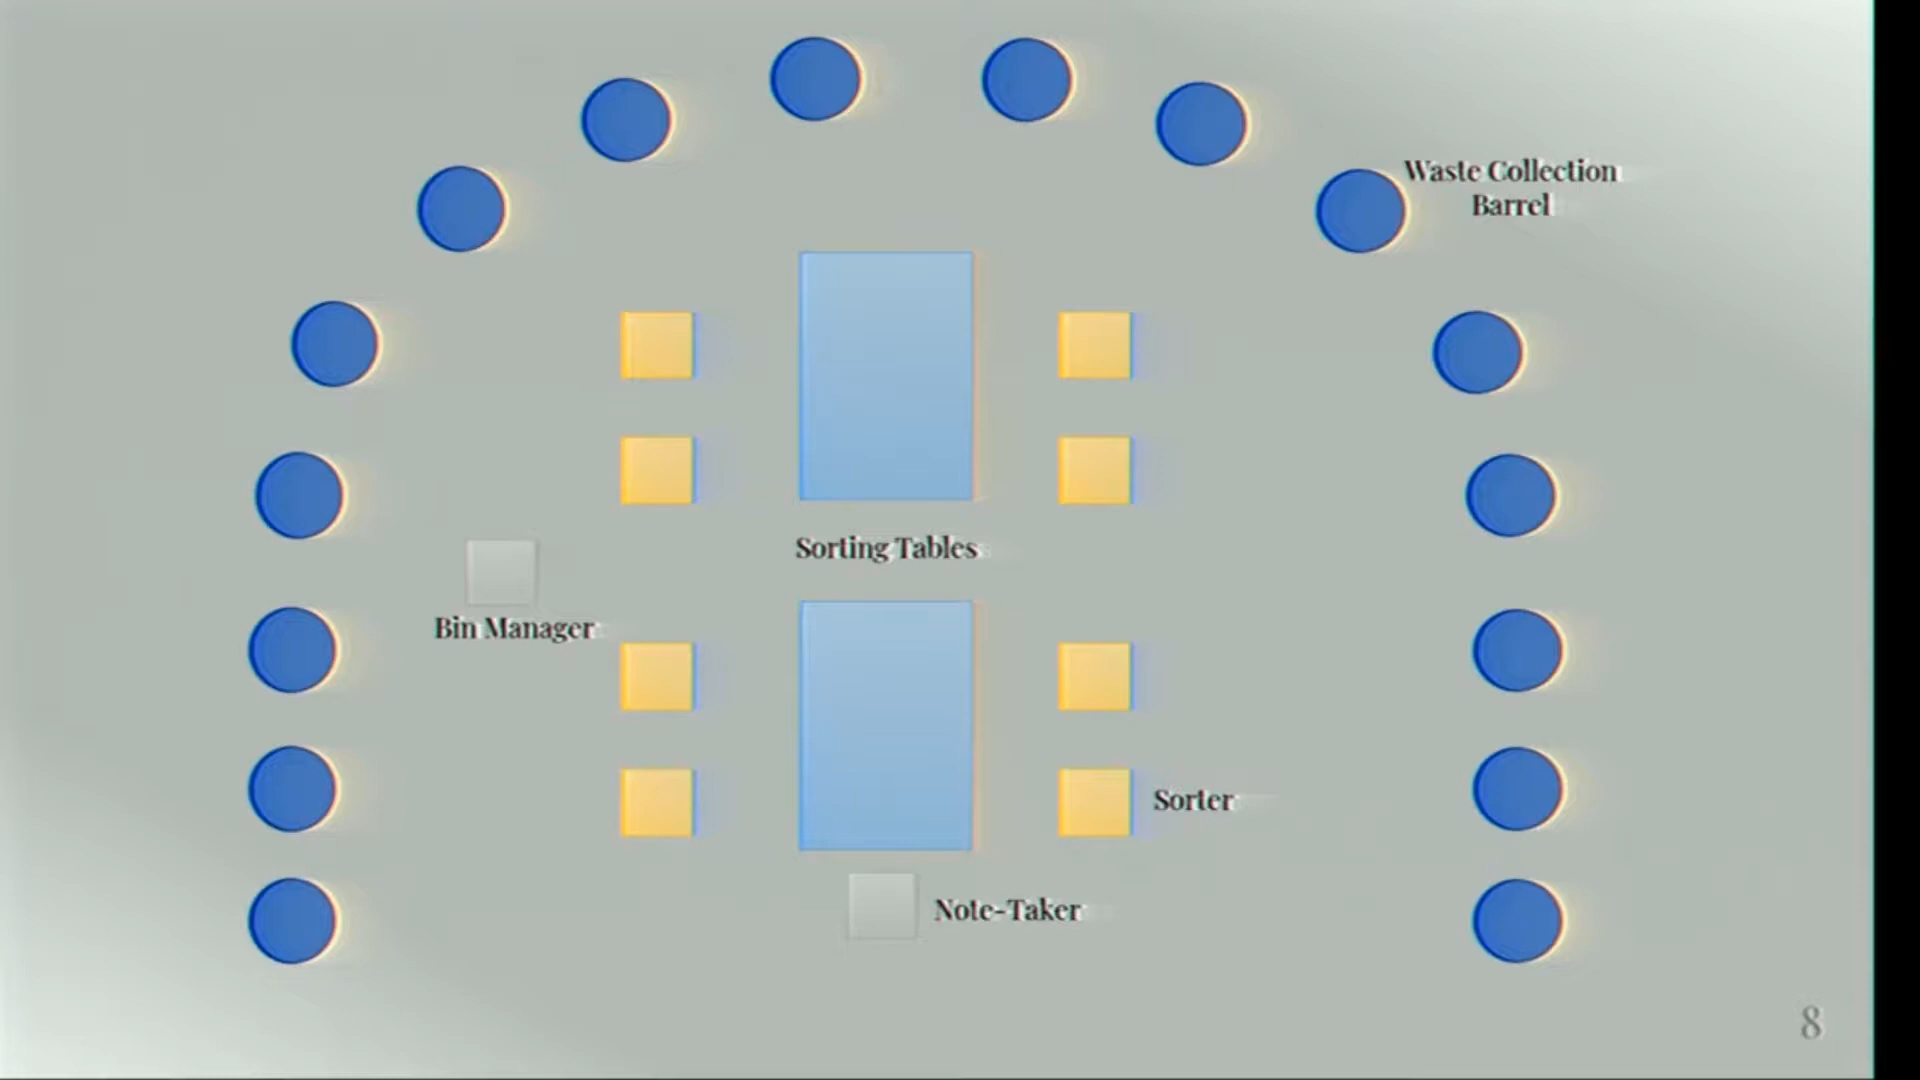 Waste Collection
Barrel
Sorting Tables
Bin Manager
Sorter
Note-Taker
8